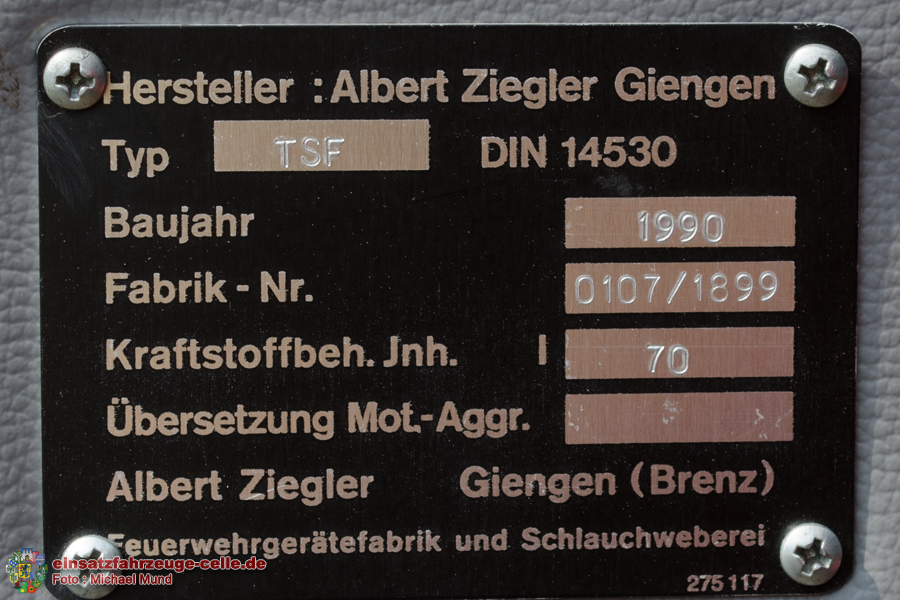 Hersteller : Albert Ziegler Giengen
Typ TSF DIN 14530
Baujahr 1990
Fabrik - Nr. 0107/1899
Kraftstoffbeh. Jnh. l 70
Übersetzung Mot.-Aggr.
Albert Ziegler Giengen (Brenz)
Feuerwehrgerätefabrik und Schlauchweberei
275 117
einsatzfahrzeuge-celle.de
Foto : Michael Mund